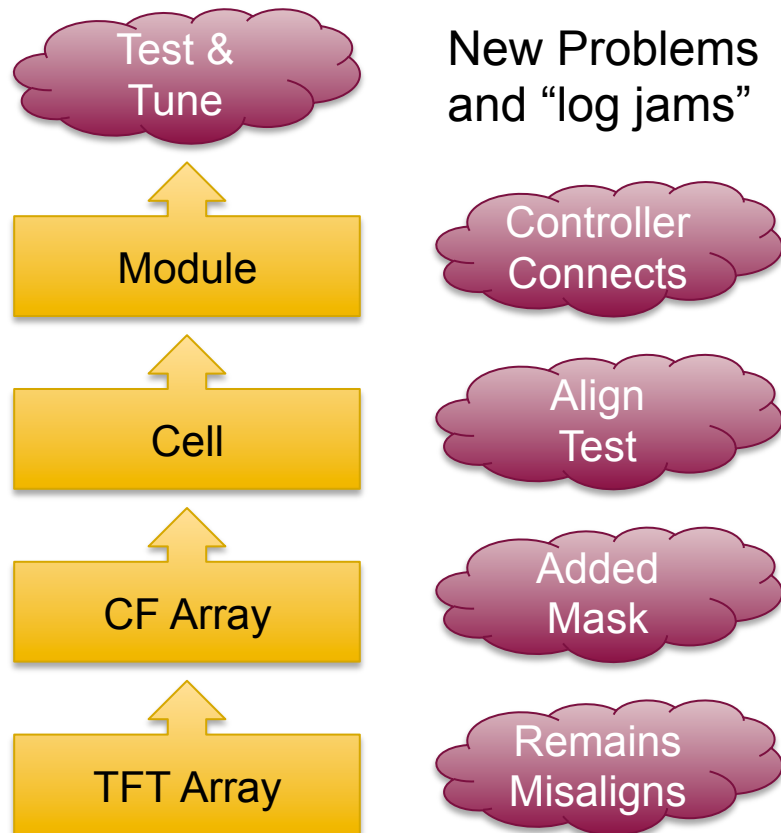 Test &
Tune
New Problems
and “log jams”
Module
Controller
Connects
Cell
Align
Test
CF Array
Added
Mask
TFT Array
Remains
Misaligns